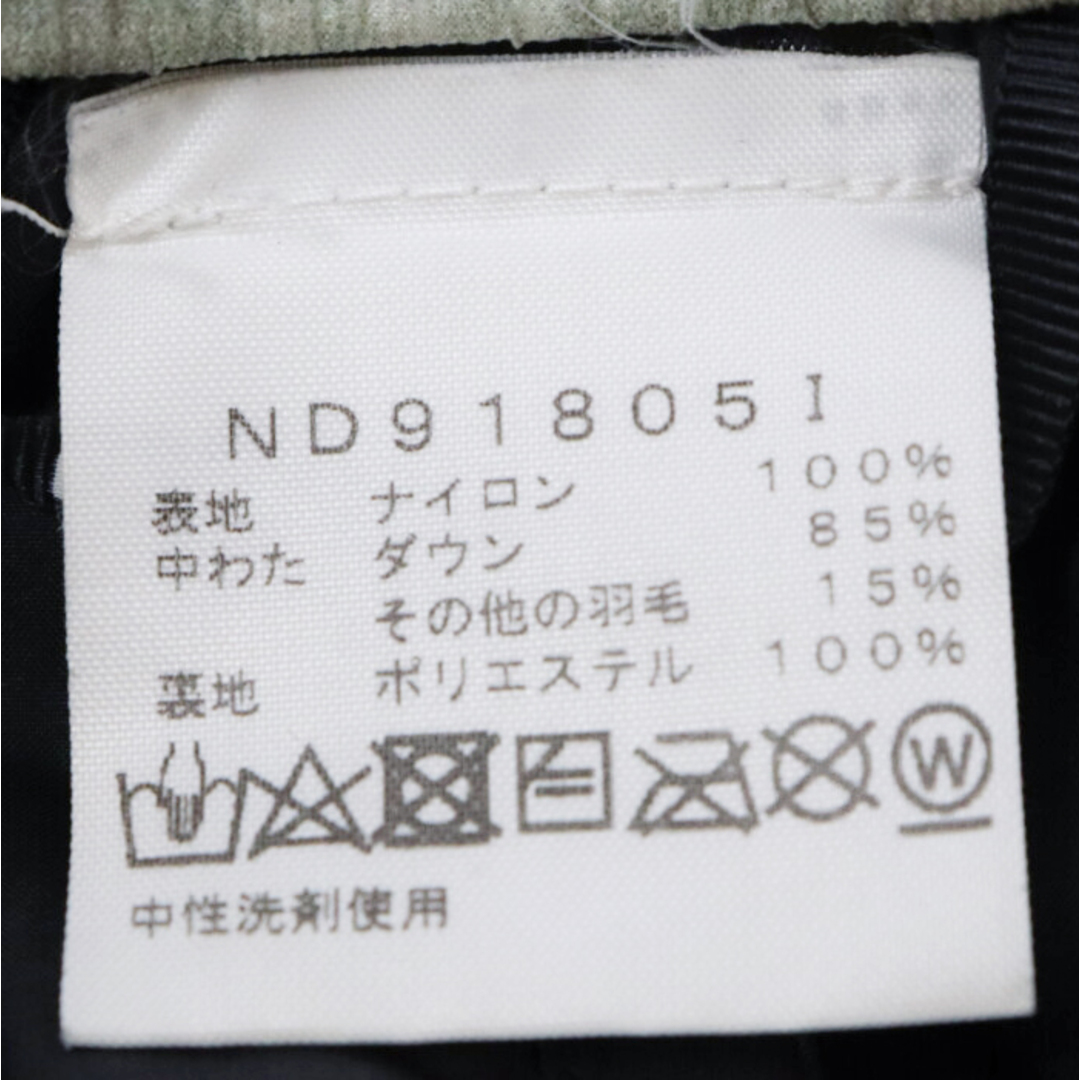 ND91805I
表地 ナイロン 100%
中わた ダウン 85%
その他の羽毛 15%
裏地 ポリエステル 100%
W
中性洗剤使用